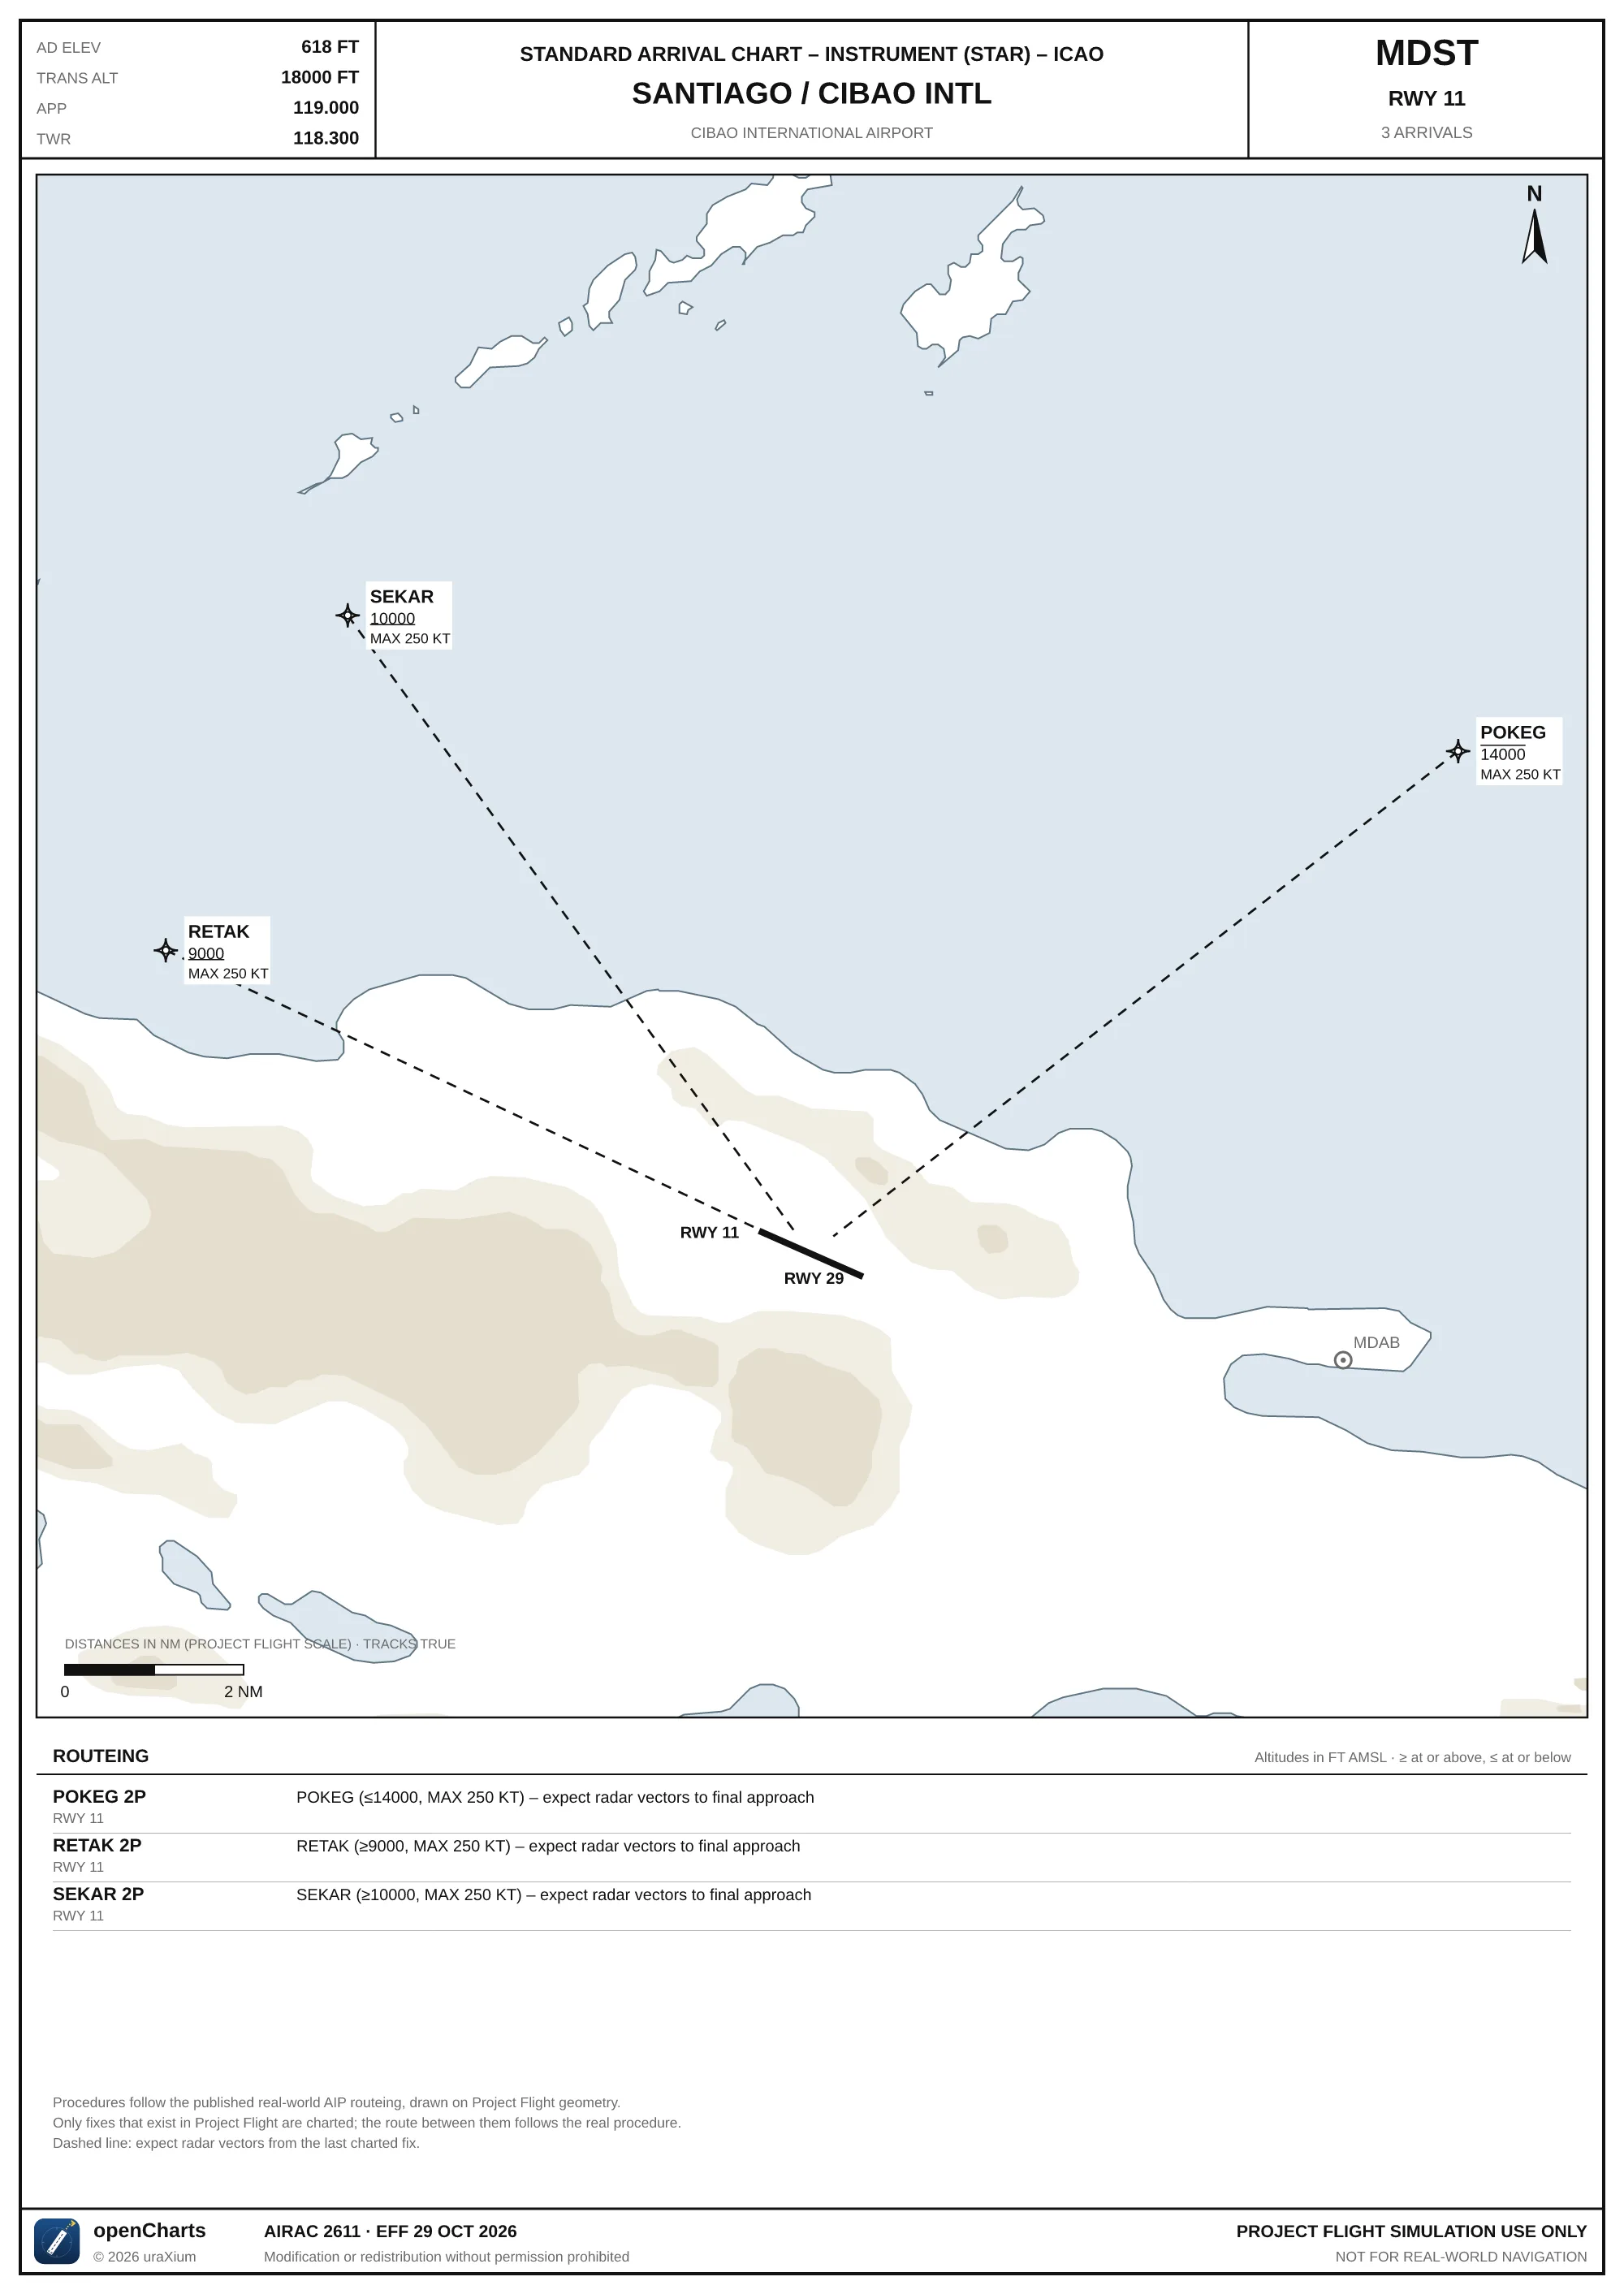 AD ELEV 618 FT
TRANS ALT 18000 FT
APP 119.000
TWR 118.300
STANDARD ARRIVAL CHART – INSTRUMENT (STAR) – ICAO
SANTIAGO / CIBAO INTL
CIBAO INTERNATIONAL AIRPORT
MDST
RWY 11
3 ARRIVALS
N
SEKAR
10000
MAX 250 KT
POKEG
14000
MAX 250 KT
RETAK
9000
MAX 250 KT
RWY 11
RWY 29
MDAB
DISTANCES IN NM (PROJECT FLIGHT SCALE) · TRACKS TRUE
0 2 NM
ROUTEING Altitudes in FT AMSL · ≥ at or above, ≤ at or below
POKEG 2P POKEG (≤14000, MAX 250 KT) – expect radar vectors to final approach
RWY 11
RETAK 2P RETAK (≥9000, MAX 250 KT) – expect radar vectors to final approach
RWY 11
SEKAR 2P SEKAR (≥10000, MAX 250 KT) – expect radar vectors to final approach
RWY 11
Procedures follow the published real-world AIP routeing, drawn on Project Flight geometry.
Only fixes that exist in Project Flight are charted; the route between them follows the real procedure.
Dashed line: expect radar vectors from the last charted fix.
openCharts AIRAC 2611 · EFF 29 OCT 2026 PROJECT FLIGHT SIMULATION USE ONLY
© 2026 uraXium Modification or redistribution without permission prohibited NOT FOR REAL-WORLD NAVIGATION